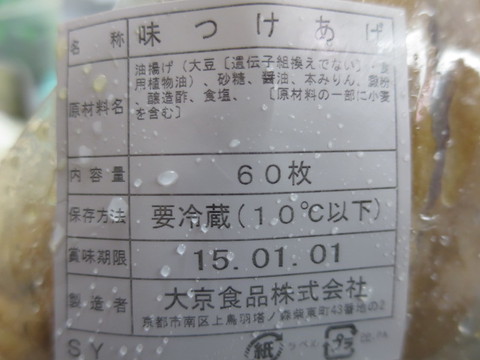 名 称 味つけあげ
原材料名 油揚げ(大豆〔遺伝子組換えでない〕・食
用植物油)、砂糖、醤油、本みりん、澱粉
、醸造酢、食塩、 〔原材料の一部に小麦
を含む〕
内容量 60枚
保存方法 要冷蔵(10℃以下)
賞味期限 15.01.01
製造者 大京食品株式会社
京都市南区上鳥羽塔ノ森柴東町43番地の2
SY
紙 ラベル